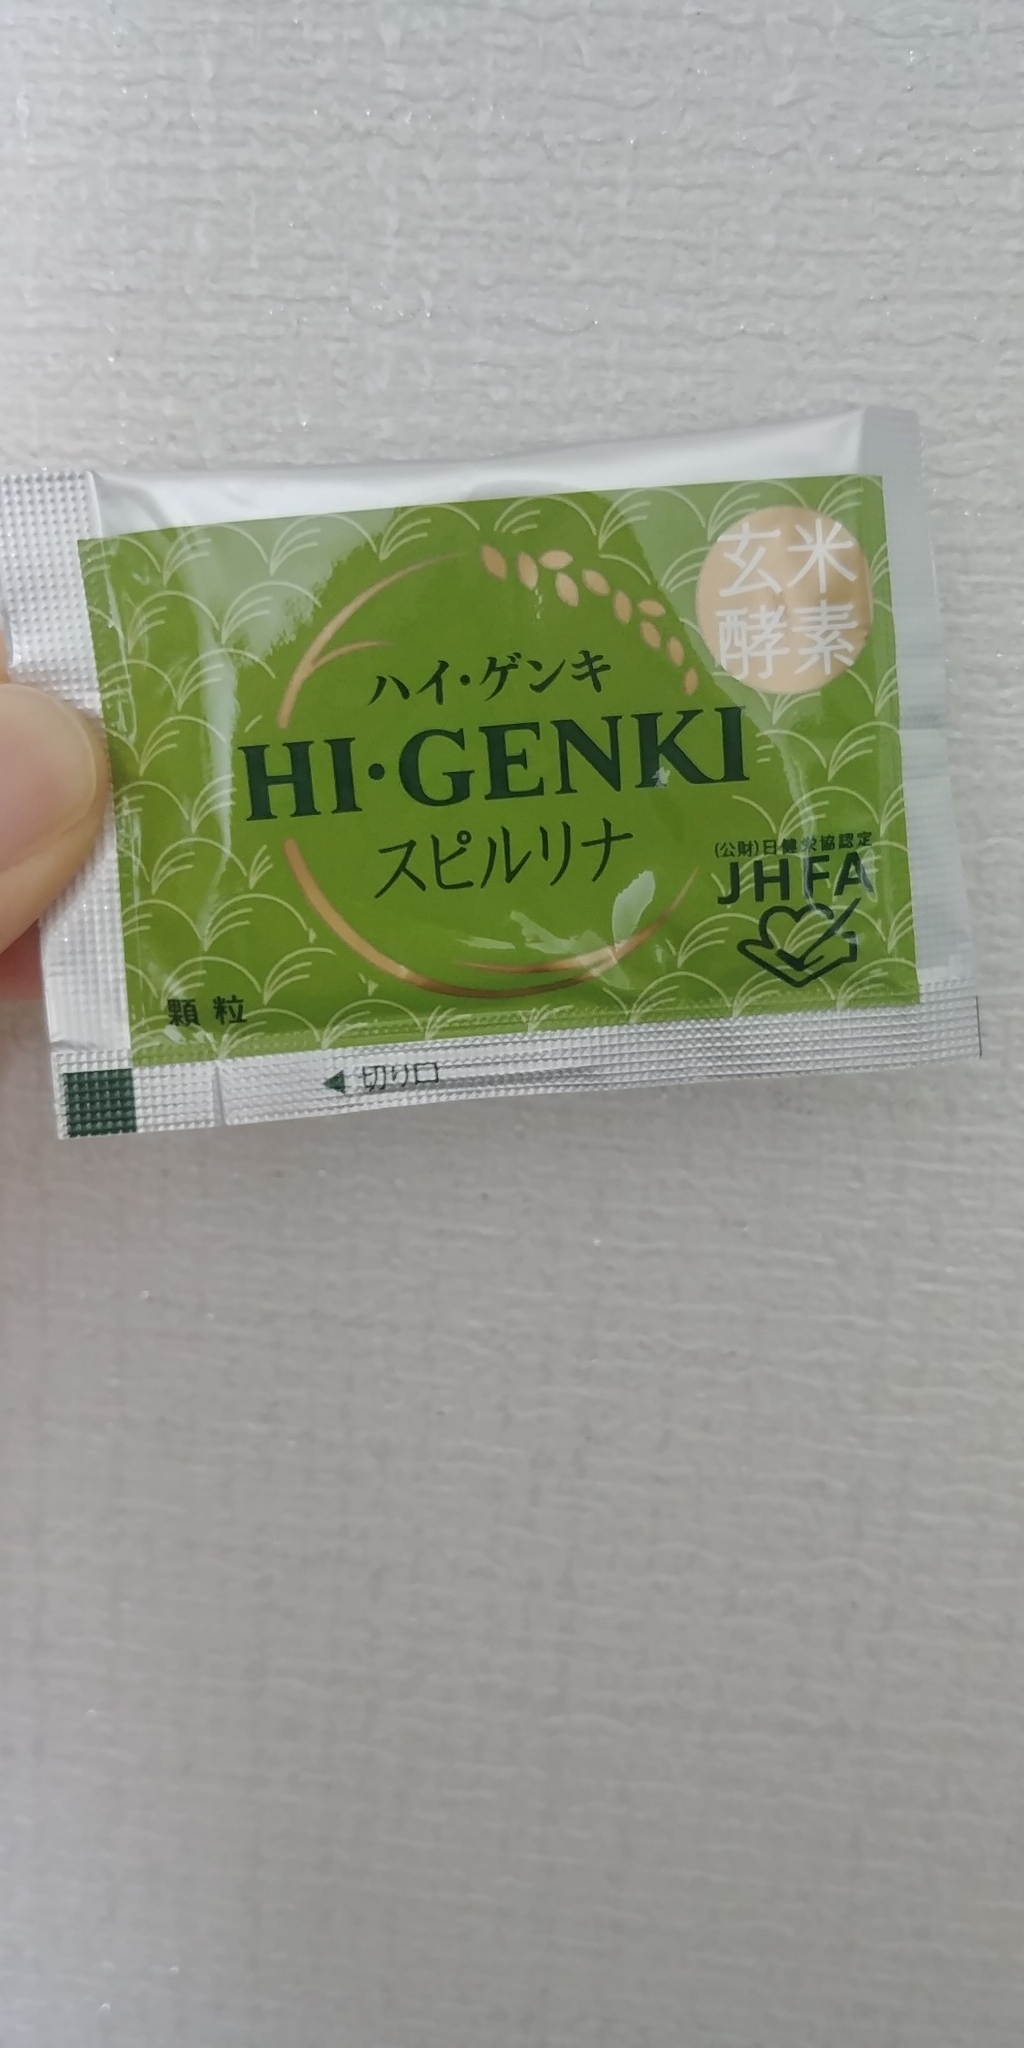 玄米
酵素
ハイ・ゲンキ
HI・GENKI
スピルリナ
(公財)日健栄協認定
JHFA
顆粒
切り口